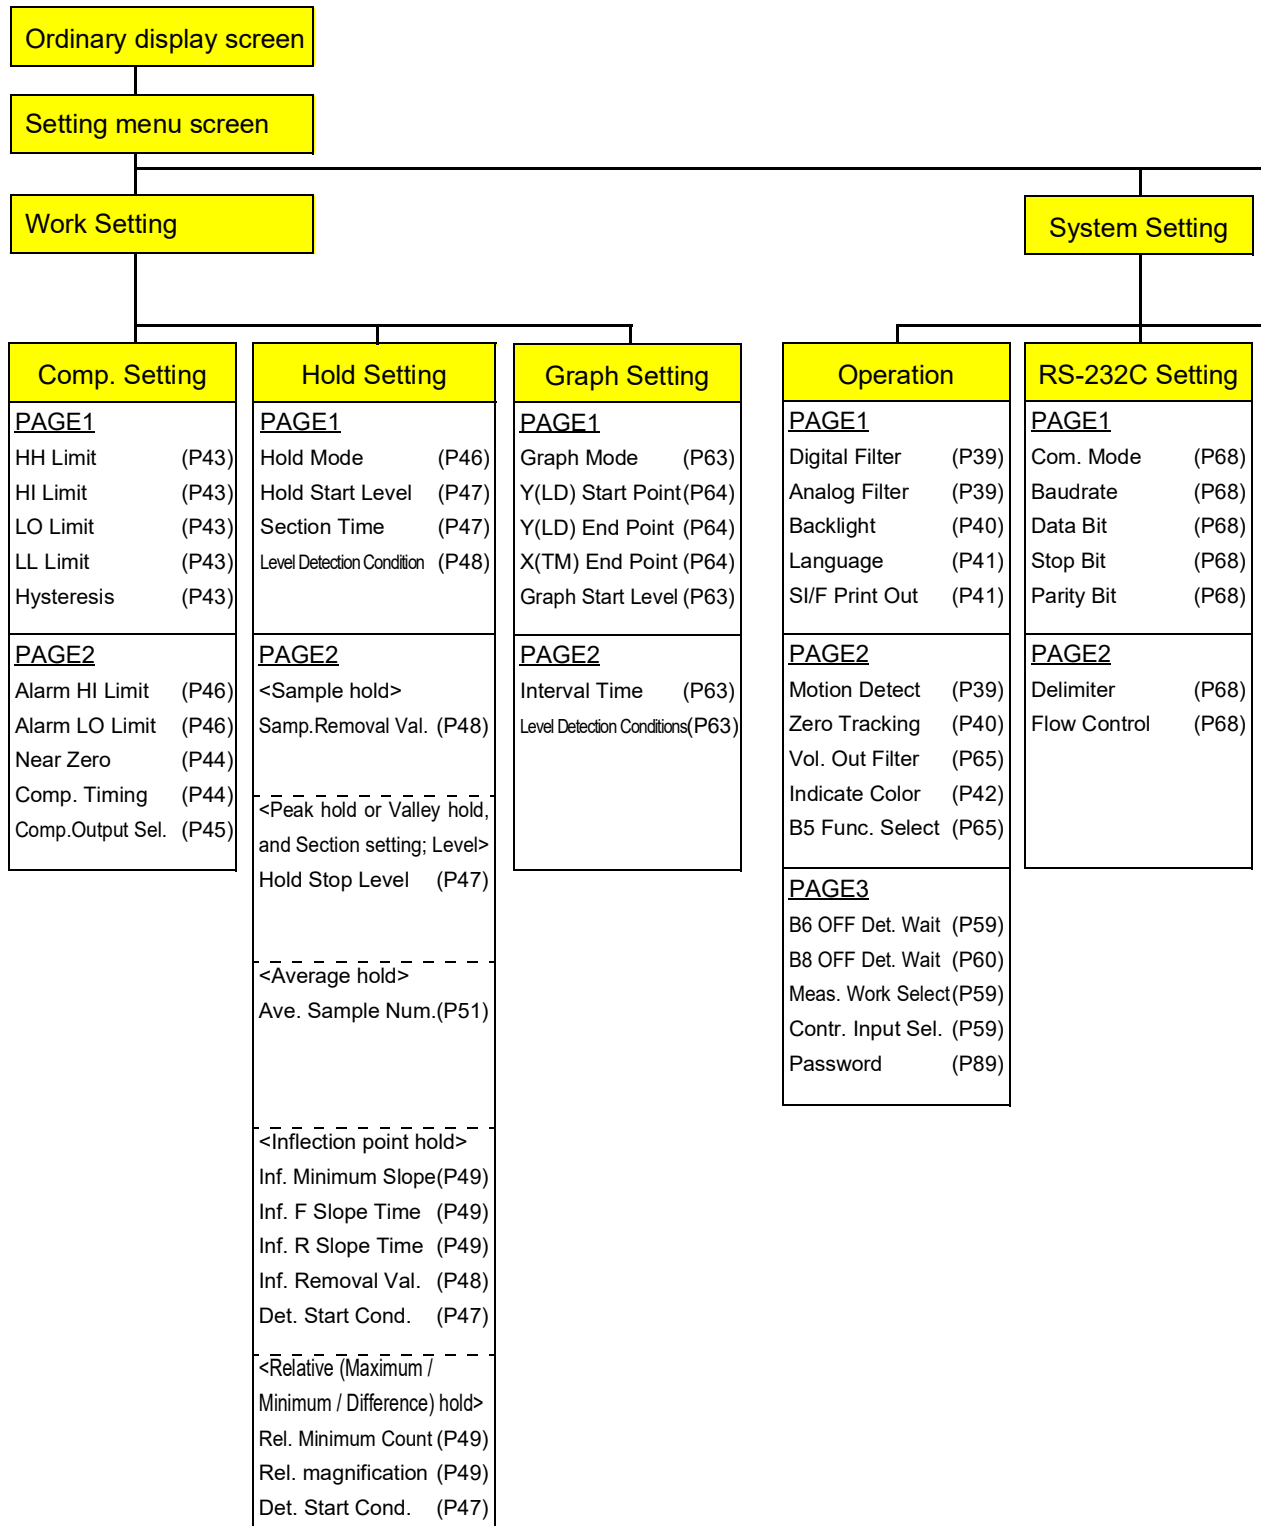 Ordinary display screen
Setting menu screen
Work Setting
System Setting
Comp. Setting
PAGE1
HH Limit (P43)
HI Limit (P43)
LO Limit (P43)
LL Limit (P43)
Hysteresis (P43)
PAGE2
Alarm HI Limit (P46)
Alarm LO Limit (P46)
Near Zero (P44)
Comp. Timing (P44)
Comp.Output Sel. (P45)
Hold Setting
PAGE1
Hold Mode (P46)
Hold Start Level (P47)
Section Time (P47)
Level Detection Condition (P48)
PAGE2
<Sample hold>
Samp.Removal Val. (P48)
<Peak hold or Valley hold,
and Section setting; Level>
Hold Stop Level (P47)
<Average hold>
Ave. Sample Num.(P51)
<Inflection point hold>
Inf. Minimum Slope(P49)
Inf. F Slope Time (P49)
Inf. R Slope Time (P49)
Inf. Removal Val. (P48)
Det. Start Cond. (P47)
<Relative (Maximum /
Minimum / Difference) hold>
Rel. Minimum Count (P49)
Rel. magnification (P49)
Det. Start Cond. (P47)
Graph Setting
PAGE1
Graph Mode (P63)
Y(LD) Start Point(P64)
Y(LD) End Point (P64)
X(TM) End Point (P64)
Graph Start Level (P63)
PAGE2
Interval Time (P63)
Level Detection Conditions(P63)
Operation
PAGE1
Digital Filter (P39)
Analog Filter (P39)
Backlight (P40)
Language (P41)
SI/F Print Out (P41)
PAGE2
Motion Detect (P39)
Zero Tracking (P40)
Vol. Out Filter (P65)
Indicate Color (P42)
B5 Func. Select (P65)
PAGE3
B6 OFF Det. Wait (P59)
B8 OFF Det. Wait (P60)
Meas. Work Select(P59)
Contr. Input Sel. (P59)
Password (P89)
RS-232C Setting
PAGE1
Com. Mode (P68)
Baudrate (P68)
Data Bit (P68)
Stop Bit (P68)
Parity Bit (P68)
PAGE2
Delimiter (P68)
Flow Control (P68)